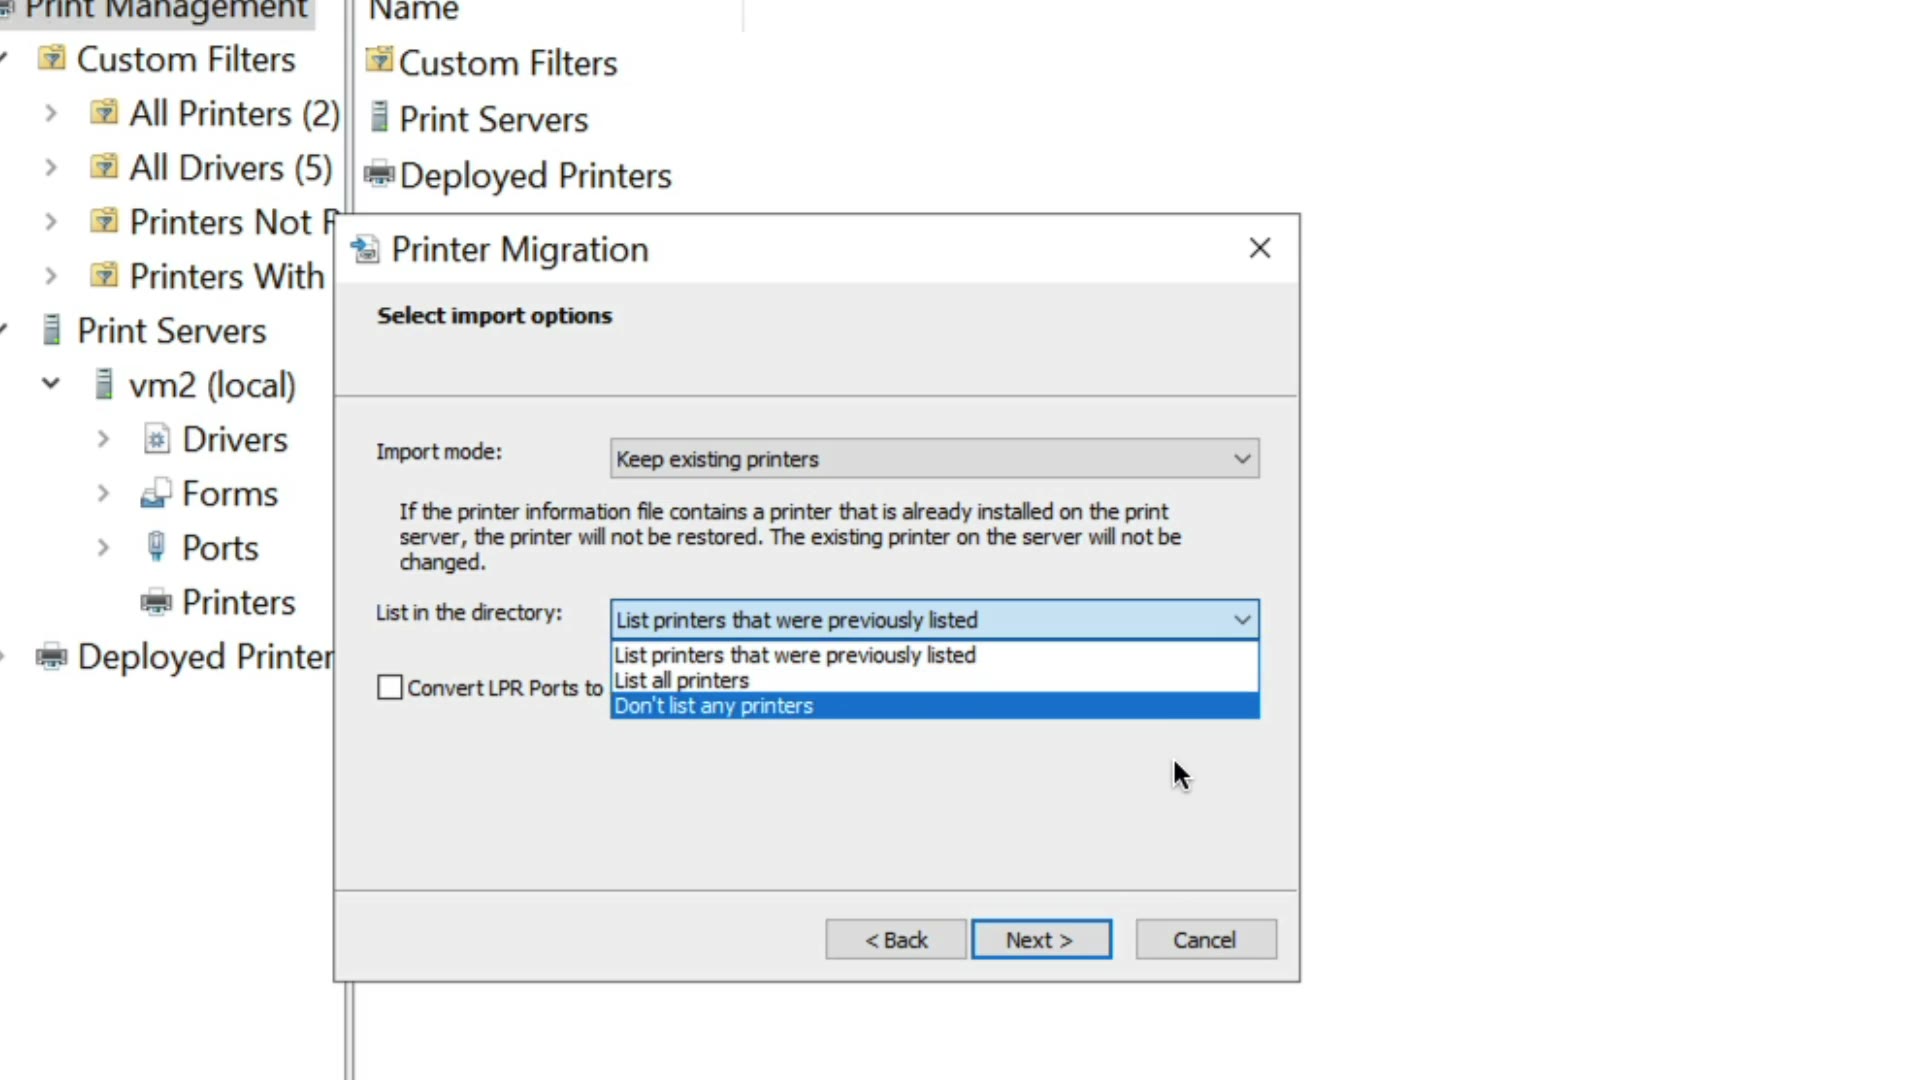 Print Management
Custom Filters
All Printers (2)
All Drivers (5)
Printers Not
Printers With
Print Servers
vm2 (local)
Drivers
Forms
Ports
Printers
Deployed Printer
Name
Custom Filters
Print Servers
Deployed Printers
Printer Migration
Select import options
Import mode:
Keep existing printers
If the printer information file contains a printer that is already installed on the print
server, the printer will not be restored. The existing printer on the server will not be
changed.
List in the directory:
List printers that were previously listed
List printers that were previously listed
List all printers
Don't list any printers
Convert LPR Ports to
< Back
Next >
Cancel